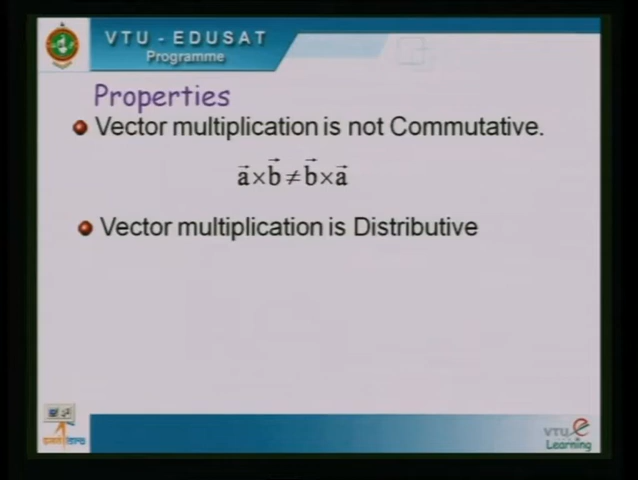 VTU - EDUSAT
Programme
Properties
Vector multiplication is not Commutative.
a⃗×b⃗≠b⃗×a⃗
Vector multiplication is Distributive
VTU e
Learning